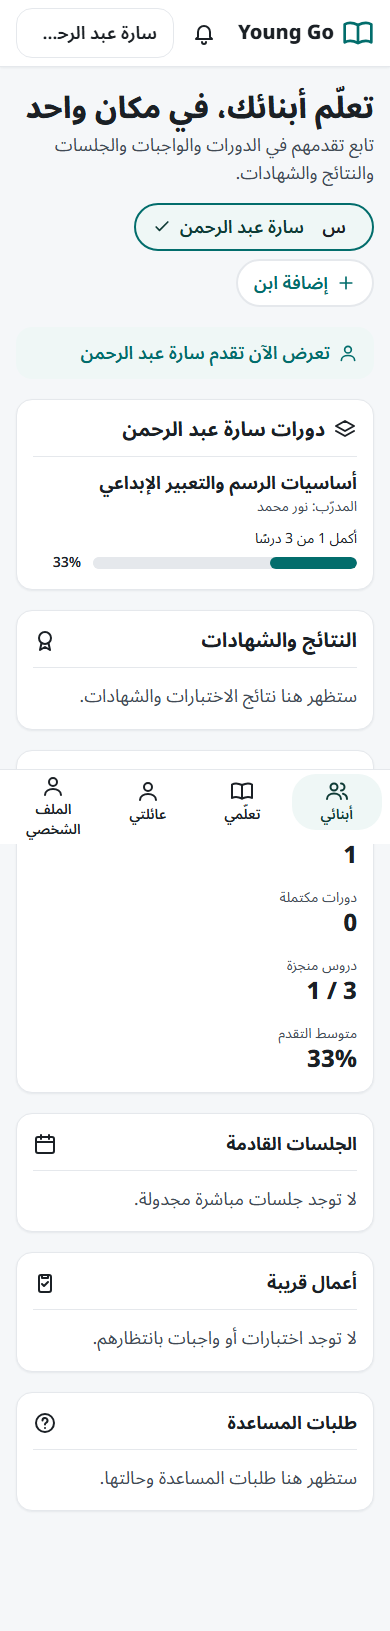 Young Go
سارة عبد الرحـ...
تعلّم أبنائك، في مكان واحد
تابع تقدمهم في الدورات والواجبات والجلسات
والنتائج والشهادات.
س سارة عبد الرحمن
إضافة ابن
تعرض الآن تقدم سارة عبد الرحمن
دورات سارة عبد الرحمن
أساسيات الرسم والتعبير الإبداعي
المدرّب: نور محمد
أكمل 1 من 3 درسًا
33%
النتائج والشهادات
ستظهر هنا نتائج الاختبارات والشهادات.
أبنائي
تعلّمي
عائلتي
الملف
الشخصي
1
دورات مكتملة
0
دروس منجزة
1 / 3
متوسط التقدم
33%
الجلسات القادمة
لا توجد جلسات مباشرة مجدولة.
أعمال قريبة
لا توجد اختبارات أو واجبات بانتظارهم.
طلبات المساعدة
ستظهر هنا طلبات المساعدة وحالتها.